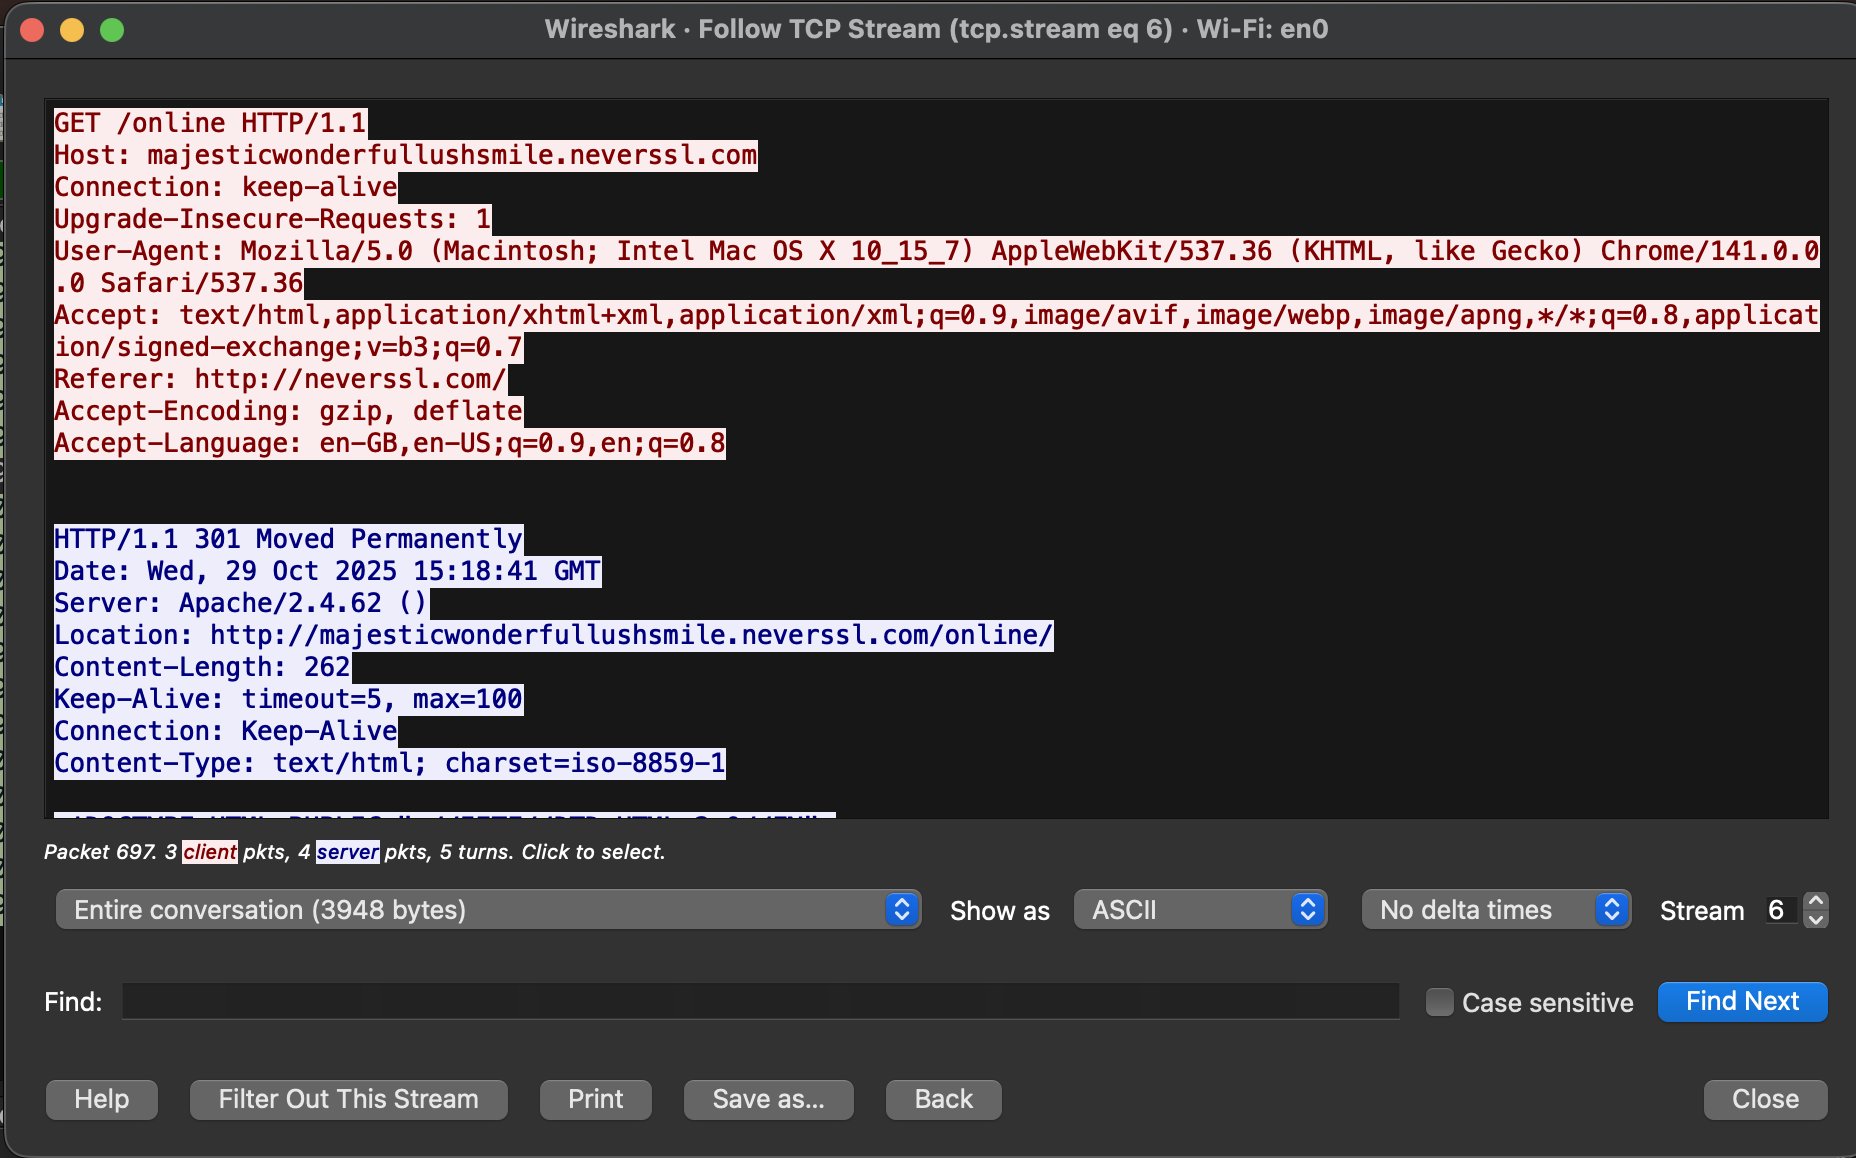 Wireshark · Follow TCP Stream (tcp.stream eq 6) · Wi-Fi: en0
GET /online HTTP/1.1
Host: majesticwonderfullushsmile.neverssl.com
Connection: keep-alive
Upgrade-Insecure-Requests: 1
User-Agent: Mozilla/5.0 (Macintosh; Intel Mac OS X 10_15_7) AppleWebKit/537.36 (KHTML, like Gecko) Chrome/141.0.0
.0 Safari/537.36
Accept: text/html,application/xhtml+xml,application/xml;q=0.9,image/avif,image/webp,image/apng,*/*;q=0.8,applicat
ion/signed-exchange;v=b3;q=0.7
Referer: http://neverssl.com/
Accept-Encoding: gzip, deflate
Accept-Language: en-GB,en-US;q=0.9,en;q=0.8
HTTP/1.1 301 Moved Permanently
Date: Wed, 29 Oct 2025 15:18:41 GMT
Server: Apache/2.4.62 ()
Location: http://majesticwonderfullushsmile.neverssl.com/online/
Content-Length: 262
Keep-Alive: timeout=5, max=100
Connection: Keep-Alive
Content-Type: text/html; charset=iso-8859-1
Packet 697. 3 client pkts, 4 server pkts, 5 turns. Click to select.
Entire conversation (3948 bytes) Show as ASCII No delta times Stream 6
Find: Case sensitive Find Next
Help Filter Out This Stream Print Save as... Back Close